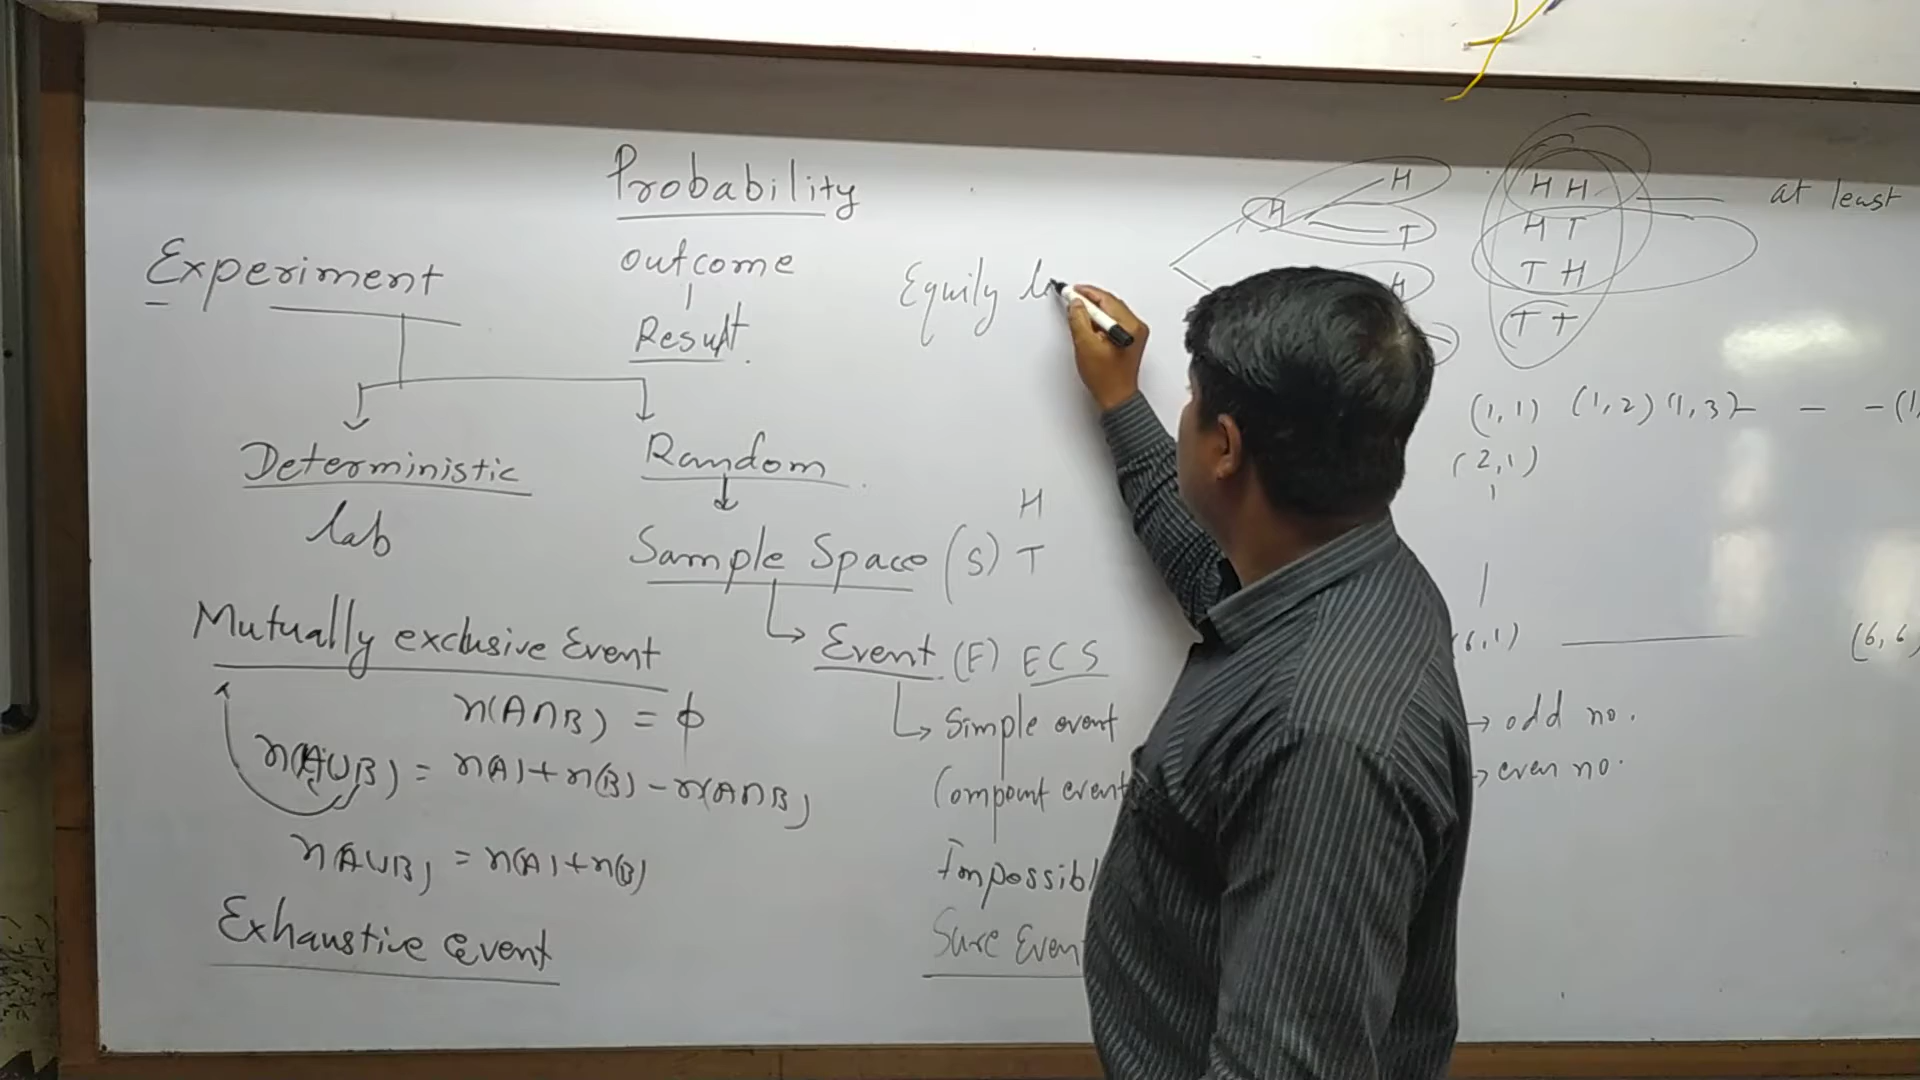 Probability
Experiment
outcome
Result.
Deterministic
lab
Random
Sample Space (S)
H
T
Event (E) ECS
Simple event
Compount event
Impossibl
Sure Even
Mutually exclusive Event
n(A∩B) = φ
n(A∪B) = n(A)+n(B)-n(A∩B)
n(A∪B) = n(A)+n(B)
Exhaustive event
Equily
H
H
T
H
HH
HT
TH
TT
at least
(1,1) (1,2) (1,3) - - - (1,
(2,1)
6,1) (6,6
→ odd no.
→ even no.